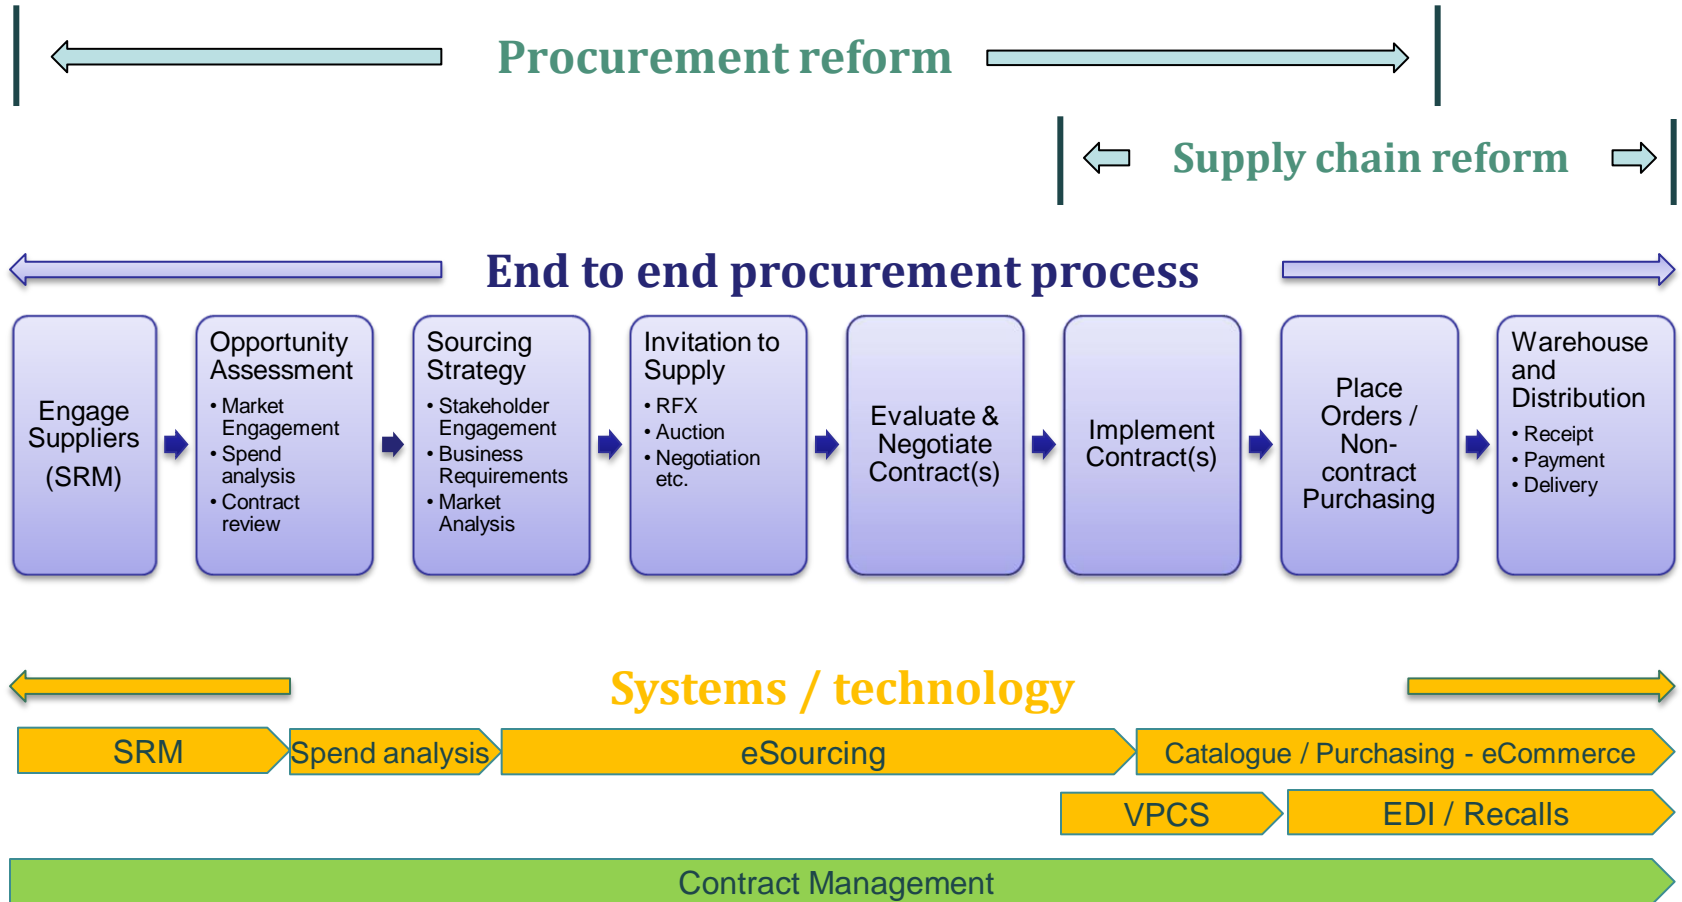 Procurement reform
Supply chain reform
End to end procurement process
Engage
Suppliers
(SRM)
Opportunity
Assessment
• Market
Engagement
• Spend
analysis
• Contract
review
Sourcing
Strategy
• Stakeholder
Engagement
• Business
Requirements
• Market
Analysis
Invitation to
Supply
• RFX
• Auction
• Negotiation
etc.
Evaluate &
Negotiate
Contract(s)
Implement
Contract(s)
Place
Orders /
Non-
contract
Purchasing
Warehouse
and
Distribution
• Receipt
• Payment
• Delivery
Systems / technology
SRM
Spend analysis
eSourcing
Catalogue / Purchasing - eCommerce
VPCS
EDI / Recalls
Contract Management